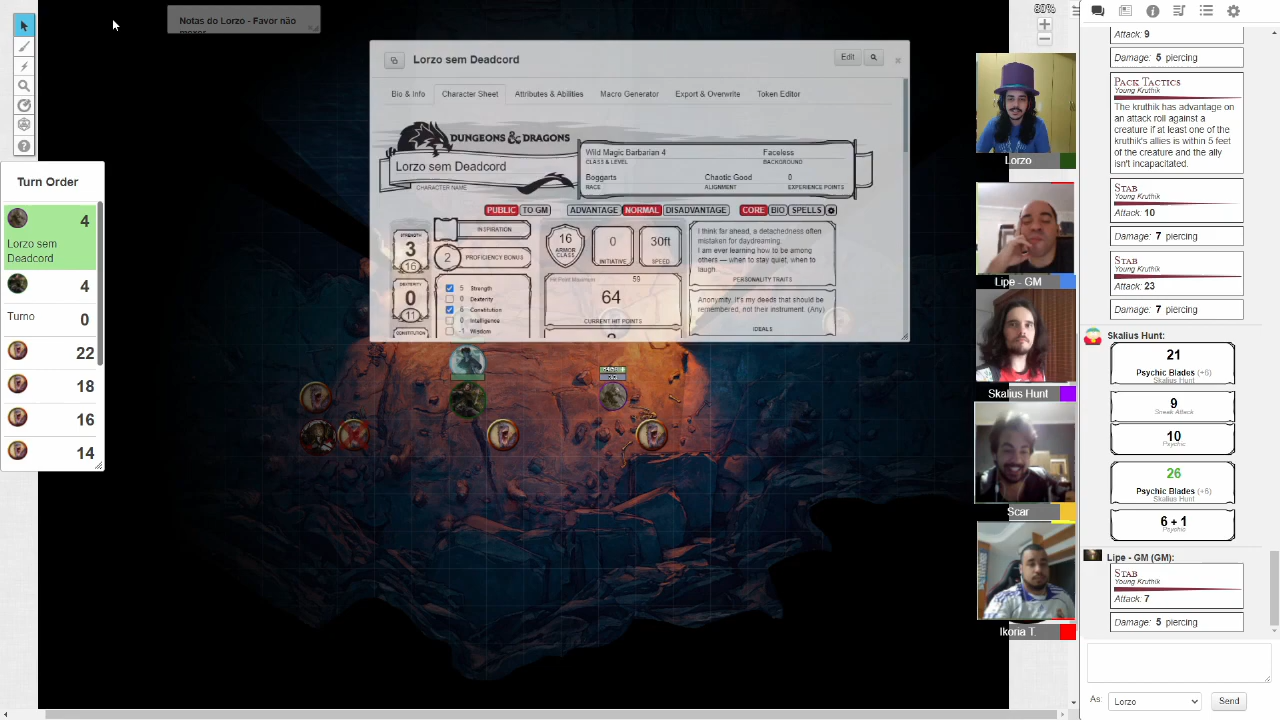 Notas do Lorzo - Favor não
mexer
80%
Turn Order
4
Lorzo sem
Deadcord
4
Turno 0
22
18
16
14
Lorzo sem Deadcord
Edit
Bio & Info
Character Sheet
Attributes & Abilities
Macro Generator
Export & Overwrite
Token Editor
DUNGEONS & DRAGONS
Lorzo sem Deadcord
CHARACTER NAME
Wild Magic Barbarian 4
CLASS & LEVEL
Faceless
BACKGROUND
Boggarts
RACE
Chaotic Good
ALIGNMENT
0
EXPERIENCE POINTS
PUBLIC TO GM
ADVANTAGE NORMAL DISADVANTAGE
CORE BIO SPELLS
STRENGTH
3
16
DEXTERITY
0
11
CONSTITUTION
INSPIRATION
2 PROFICIENCY BONUS
5 Strength
0 Dexterity
6 Constitution
0 Intelligence
-1 Wisdom
16
ARMOR
CLASS
0
INITIATIVE
30ft
SPEED
Hit Point Maximum 59
64
CURRENT HIT POINTS
I think far ahead, a detachedness often
mistaken for daydreaming.
I am ever learning how to be among
others — when to stay quiet, when to
laugh.
PERSONALITY TRAITS
Anonymity. It's my deeds that should be
remembered, not their instrument. (Any)
IDEALS
Lorzo
Lipe - GM
Skalius Hunt
Scar
Ikoria T.
Attack: 9
Damage: 5 piercing
Pack Tactics
Young Kruthik
The kruthik has advantage on
an attack roll against a
creature if at least one of the
kruthik's allies is within 5 feet
of the creature and the ally
isn't incapacitated.
Stab
Young Kruthik
Attack: 10
Damage: 7 piercing
Stab
Young Kruthik
Attack: 23
Damage: 7 piercing
Skalius Hunt:
21
Psychic Blades (+6)
Skalius Hunt
9
Sneak Attack
10
Psychic
26
Psychic Blades (+6)
Skalius Hunt
6 + 1
Psychic
Lipe - GM (GM):
Stab
Young Kruthik
Attack: 7
Damage: 5 piercing
As: Lorzo
Send